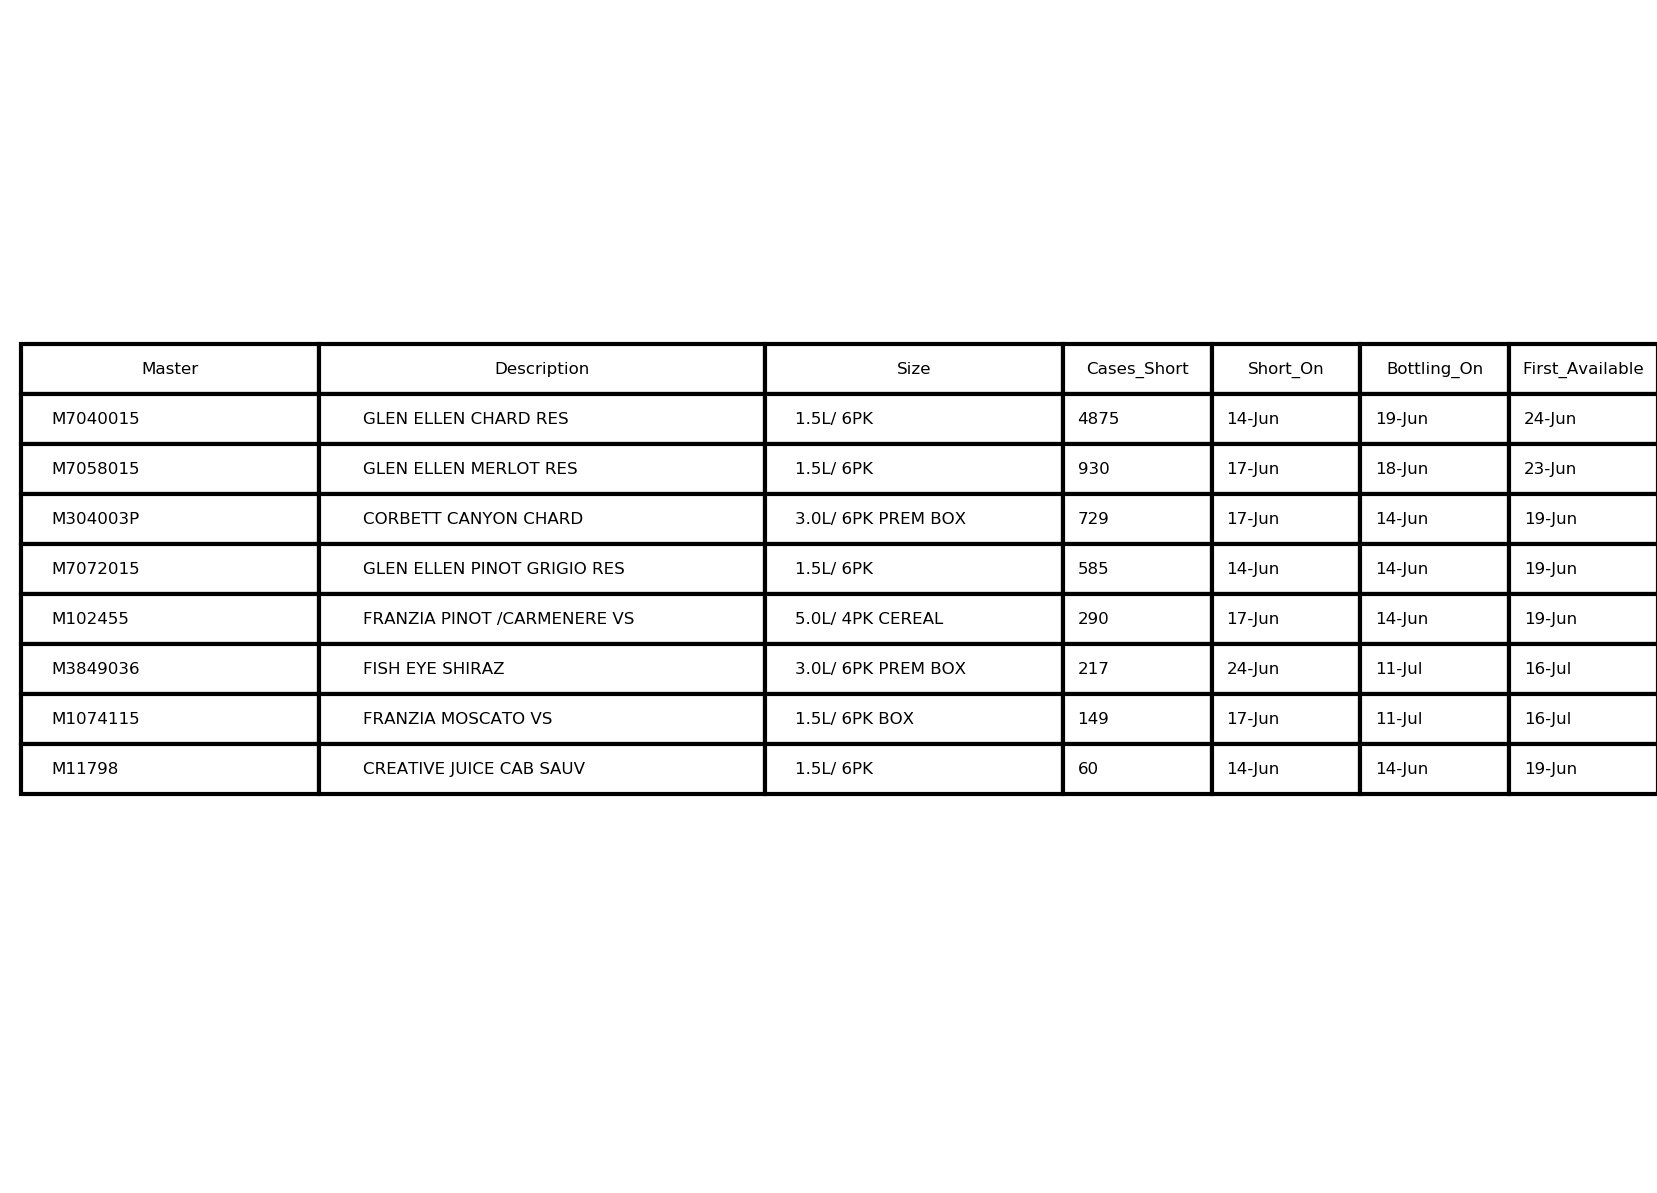 Master Description Size Cases_Short Short_On Bottling_On First_Available
M7040015 GLEN ELLEN CHARD RES 1.5L/ 6PK 4875 14-Jun 19-Jun 24-Jun
M7058015 GLEN ELLEN MERLOT RES 1.5L/ 6PK 930 17-Jun 18-Jun 23-Jun
M304003P CORBETT CANYON CHARD 3.0L/ 6PK PREM BOX 729 17-Jun 14-Jun 19-Jun
M7072015 GLEN ELLEN PINOT GRIGIO RES 1.5L/ 6PK 585 14-Jun 14-Jun 19-Jun
M102455 FRANZIA PINOT /CARMENERE VS 5.0L/ 4PK CEREAL 290 17-Jun 14-Jun 19-Jun
M3849036 FISH EYE SHIRAZ 3.0L/ 6PK PREM BOX 217 24-Jun 11-Jul 16-Jul
M1074115 FRANZIA MOSCATO VS 1.5L/ 6PK BOX 149 17-Jun 11-Jul 16-Jul
M11798 CREATIVE JUICE CAB SAUV 1.5L/ 6PK 60 14-Jun 14-Jun 19-Jun